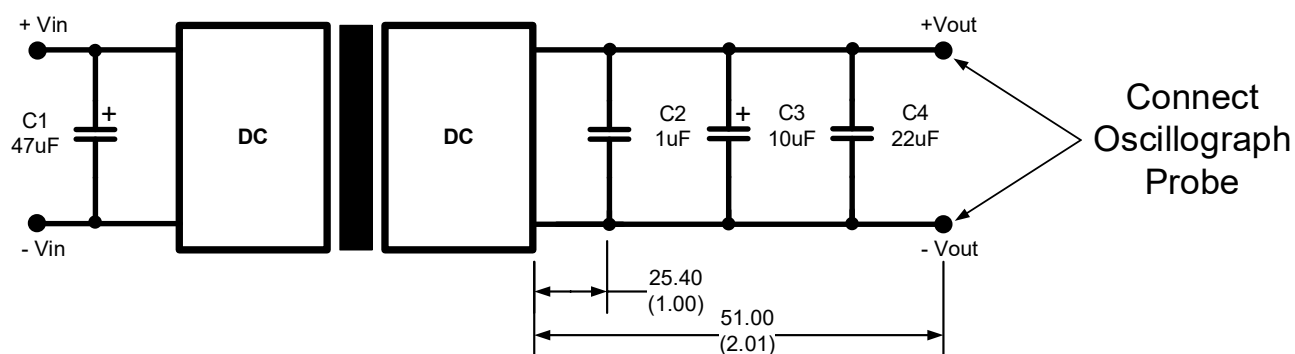 + Vin
+Vout
C1
47uF
+
DC
DC
C2
1uF
+
C3
10uF
C4
22uF
Connect
Oscillograph
Probe
- Vin
- Vout
25.40
(1.00)
51.00
(2.01)